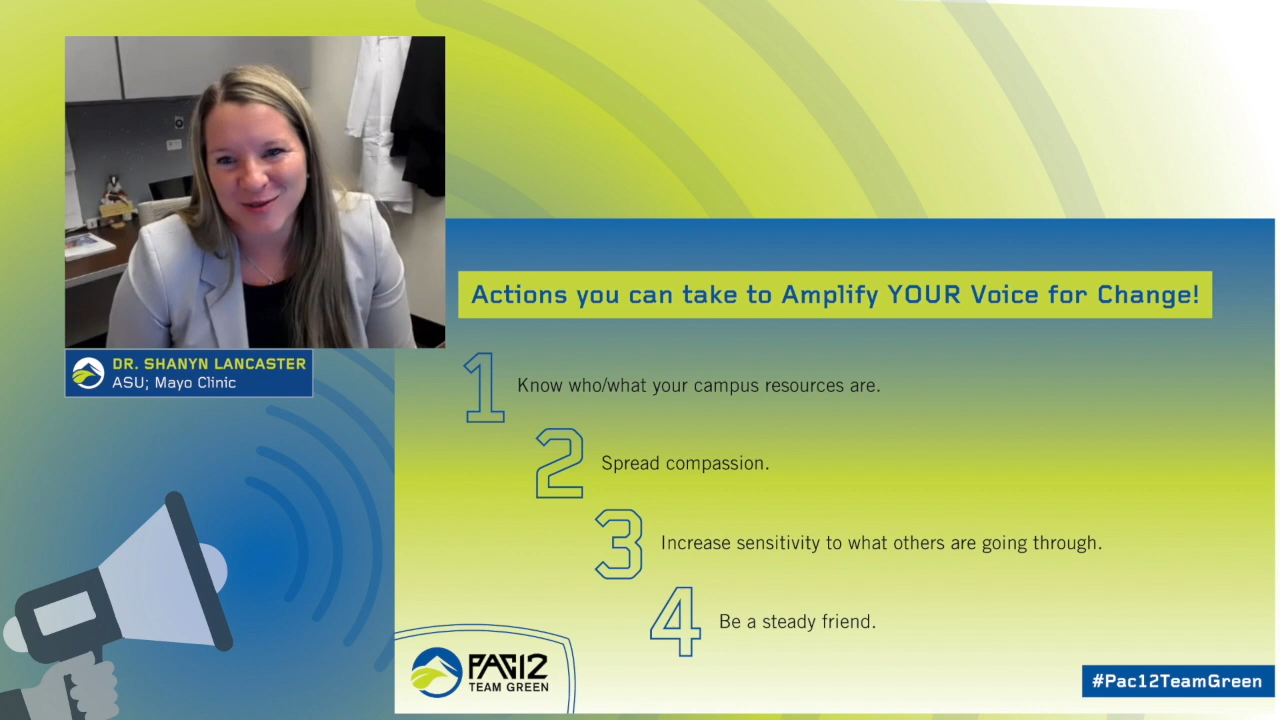 DR. SHANYN LANCASTER
ASU; Mayo Clinic
Actions you can take to Amplify YOUR Voice for Change!
1 Know who/what your campus resources are.
2 Spread compassion.
3 Increase sensitivity to what others are going through.
4 Be a steady friend.
PAC12
TEAM GREEN
#Pac12TeamGreen